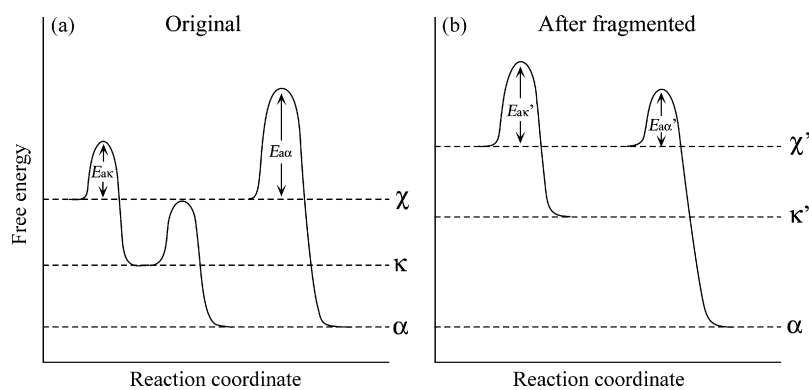 (a) Original
Eaκ
Eaα
χ
κ
α
Free energy
Reaction coordinate
(b) After fragmented
Eaκ’
Eaα’
χ’
κ’
α
Reaction coordinate